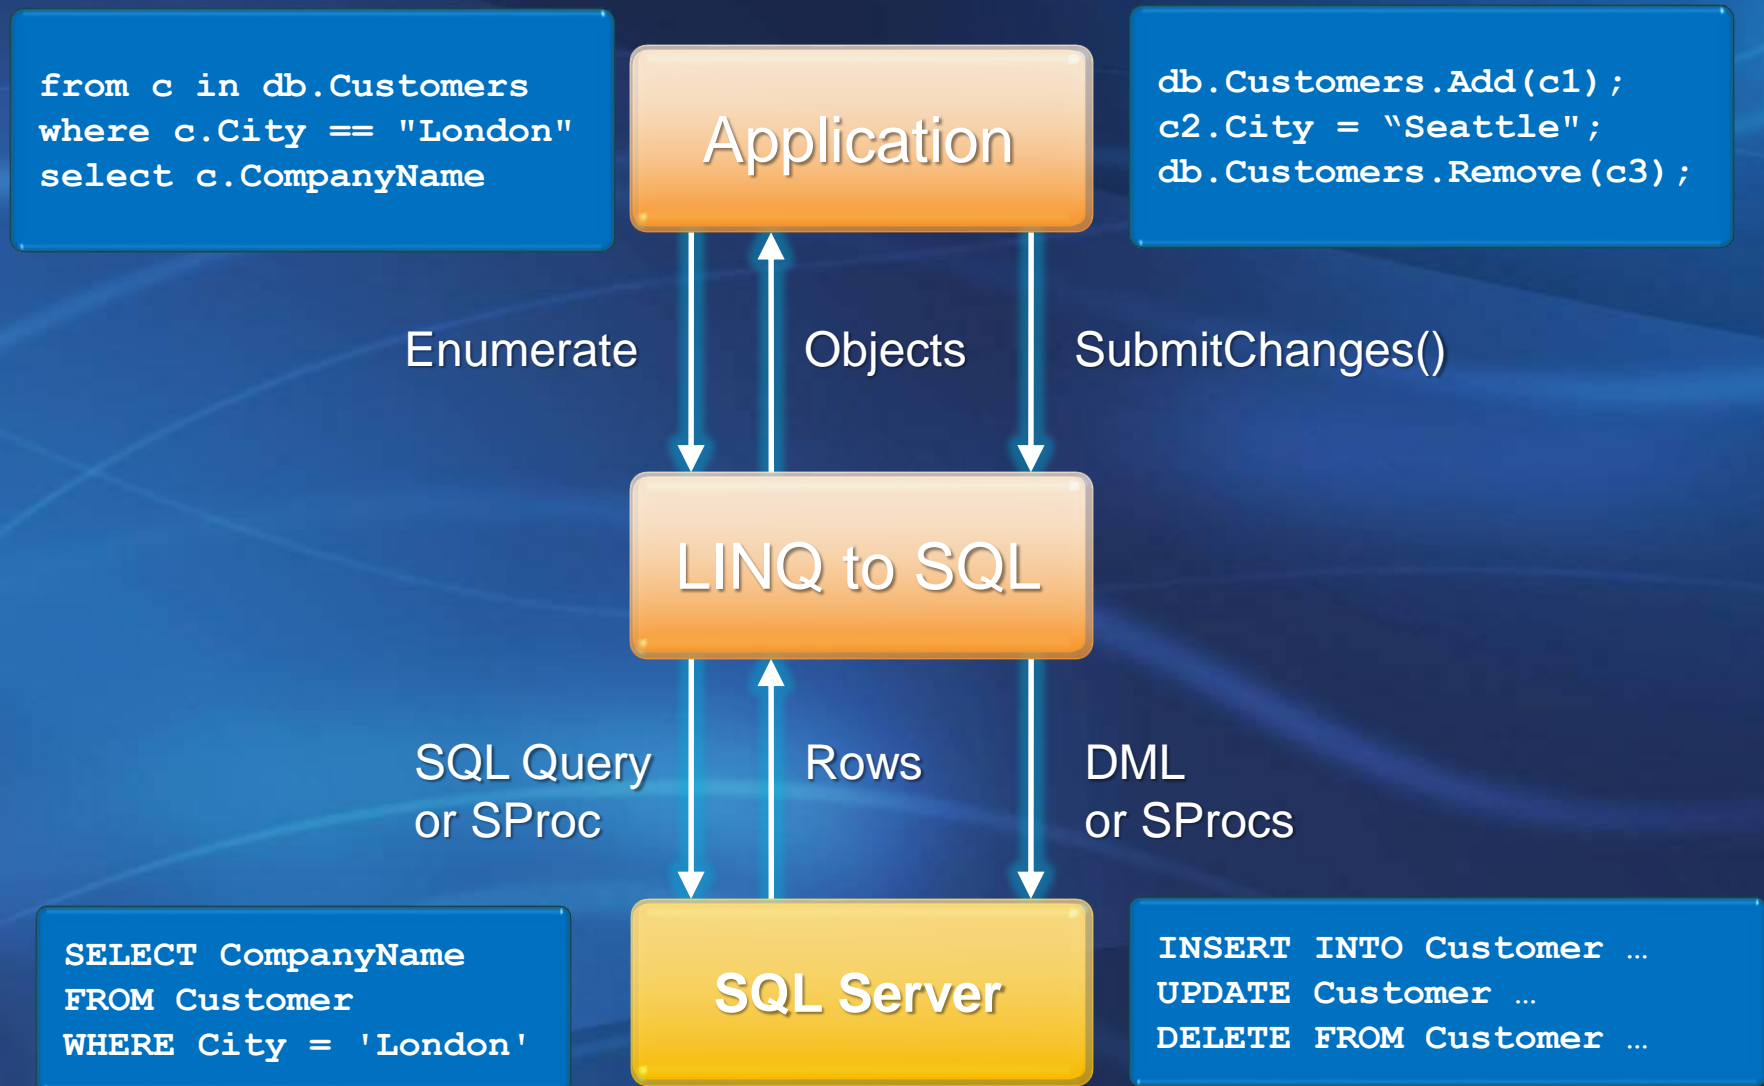 from c in db.Customers
where c.City == "London"
select c.CompanyName
Application
db.Customers.Add(c1);
c2.City = “Seattle";
db.Customers.Remove(c3);
Enumerate
Objects
SubmitChanges()
LINQ to SQL
SQL Query
or SProc
Rows
DML
or SProcs
SELECT CompanyName
FROM Customer
WHERE City = 'London'
SQL Server
INSERT INTO Customer …
UPDATE Customer …
DELETE FROM Customer …